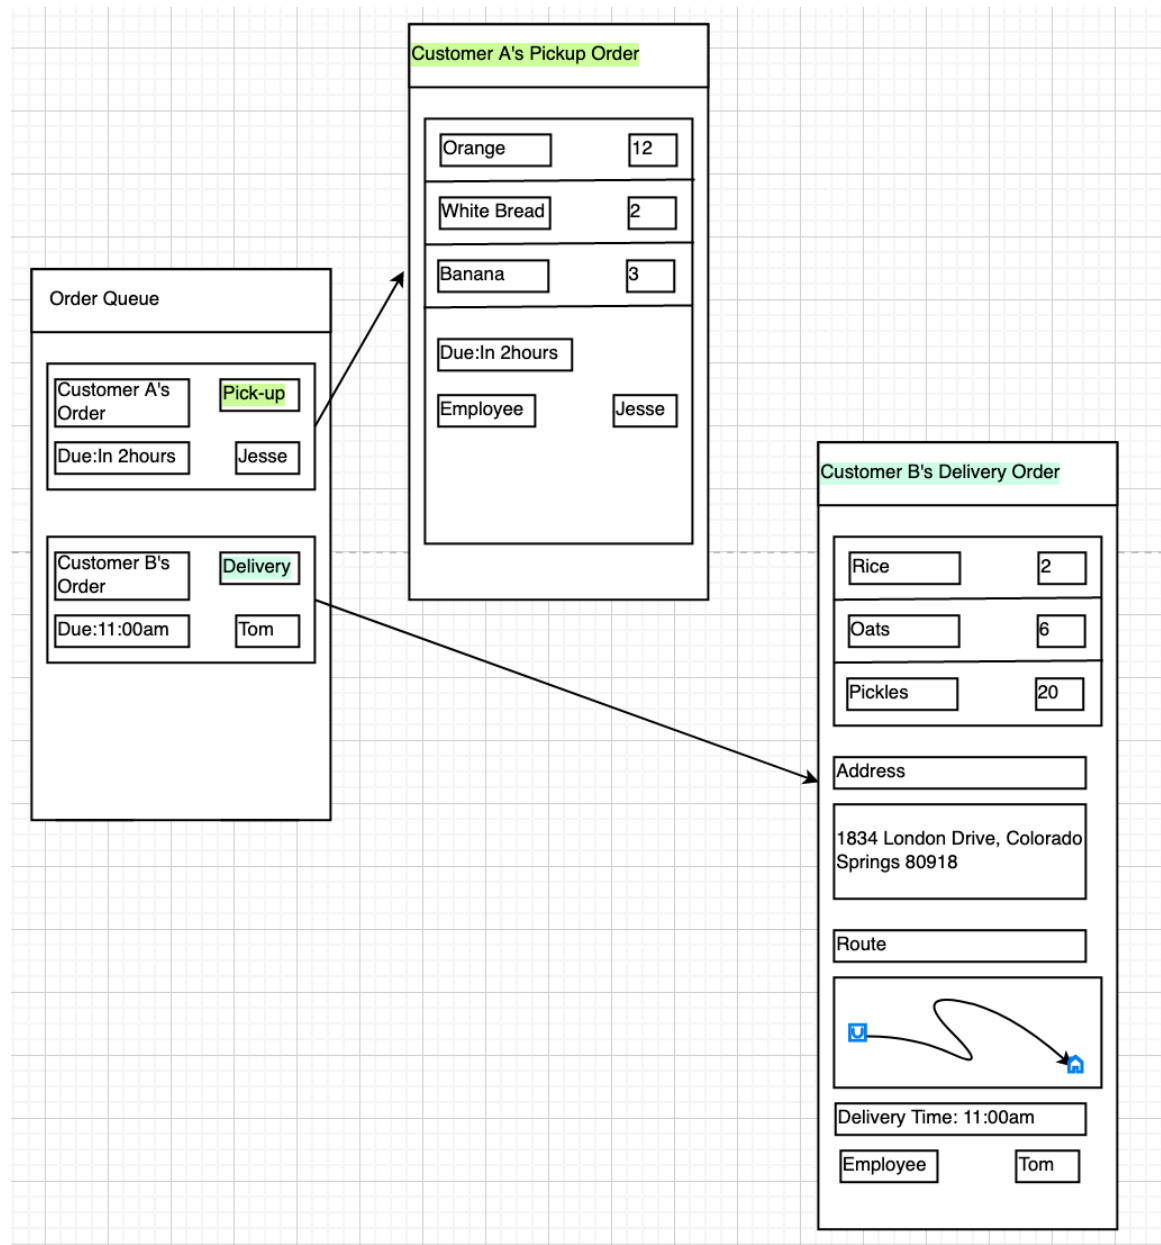 Customer A's Pickup Order
Orange
12
White Bread
2
Banana
3
Due:In 2hours
Employee
Jesse
Order Queue
Customer A's
Order
Pick-up
Due:In 2hours
Jesse
Customer B's
Order
Delivery
Due:11:00am
Tom
Customer B's Delivery Order
Rice
2
Oats
6
Pickles
20
Address
1834 London Drive, Colorado
Springs 80918
Route
Delivery Time: 11:00am
Employee
Tom